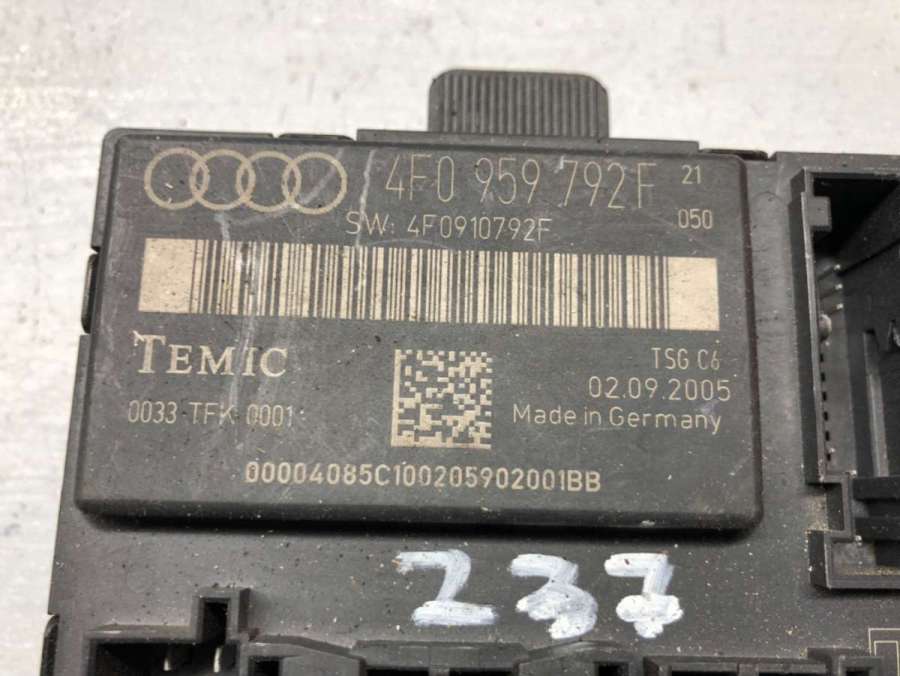 4F0 959 792F 21
SW: 4F0910792F 050
TEMIC
TSG C6
02.09.2005
0033 TFK 0001
Made in Germany
00004085C100205902001BB
237